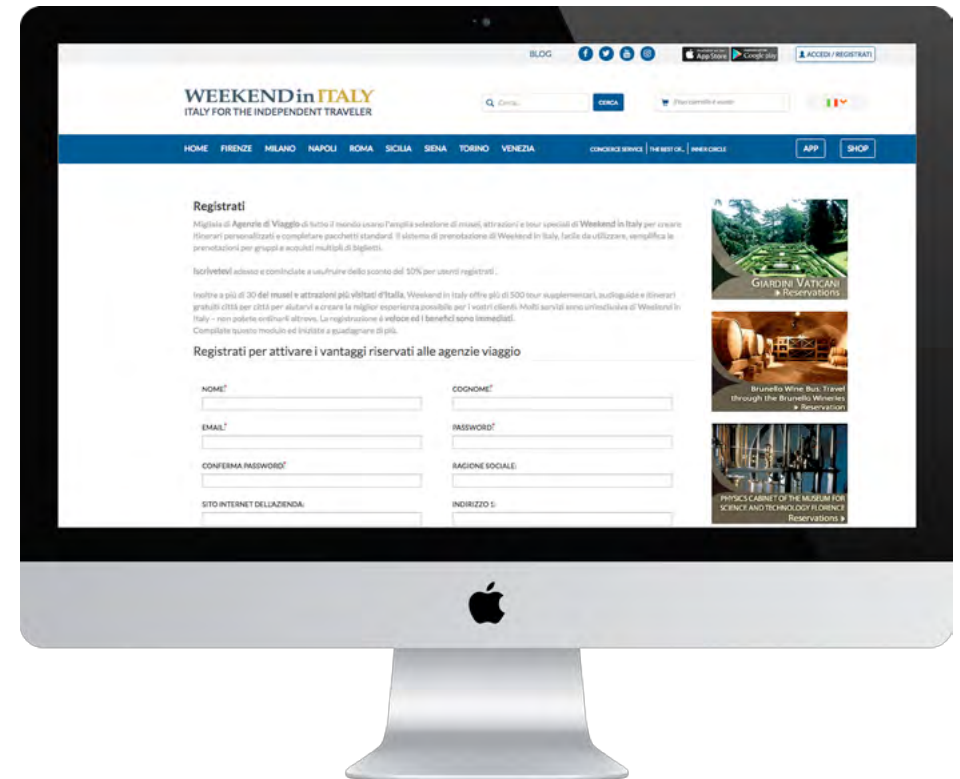 BLOG
App Store Google play
ACCEDI / REGISTRATI
WEEKEND in ITALY
ITALY FOR THE INDEPENDENT TRAVELER
Cerca...
CERCA
HOME FIRENZE MILANO NAPOLI ROMA SICILIA SIENA TORINO VENEZIA
CONCIERGE SERVICE | THE BEST OF... | INNER CIRCLE
APP SHOP
Registrati
Migliaia di Agenzie di Viaggio di tutto il mondo usano l'ampia selezione di musei, attrazioni e tour speciali di Weekend in Italy per creare
itinerari personalizzati e completare pacchetti standard. Il sistema di prenotazione di Weekend in Italy, facile da utilizzare, semplifica le
prenotazioni per gruppi e acquisti multipli di biglietti.
Iscrivetevi adesso e cominciate a usufruire dello sconto del 10% per utenti registrati .
Inoltre a più di 30 dei musei e attrazioni più visitati d'Italia, Weekend in Italy offre più di 500 tour supplementari, audioguide e itinerari
gratuiti città per città per aiutarvi a creare la miglior esperienza possibile per i vostri clienti. Molti servizi sono un'esclusiva di Weekend in
Italy – non potete ordinarli altrove. La registrazione è veloce ed i benefici sono immediati.
Compilate questo modulo ed iniziate a guadagnare di più.
Registrati per attivare i vantaggi riservati alle agenzie viaggio
NOME:*
COGNOME:*
EMAIL:*
PASSWORD:*
CONFERMA PASSWORD:*
RAGIONE SOCIALE:
SITO INTERNET DELL'AZIENDA:
INDIRIZZO 1:
GIARDINI VATICANI
Reservations
Brunello Wine Bus: Travel
through the Brunello Wineries
Reservation
PHYSICS CABINET OF THE MUSEUM FOR
SCIENCE AND TECHNOLOGY FLORENCE
Reservations